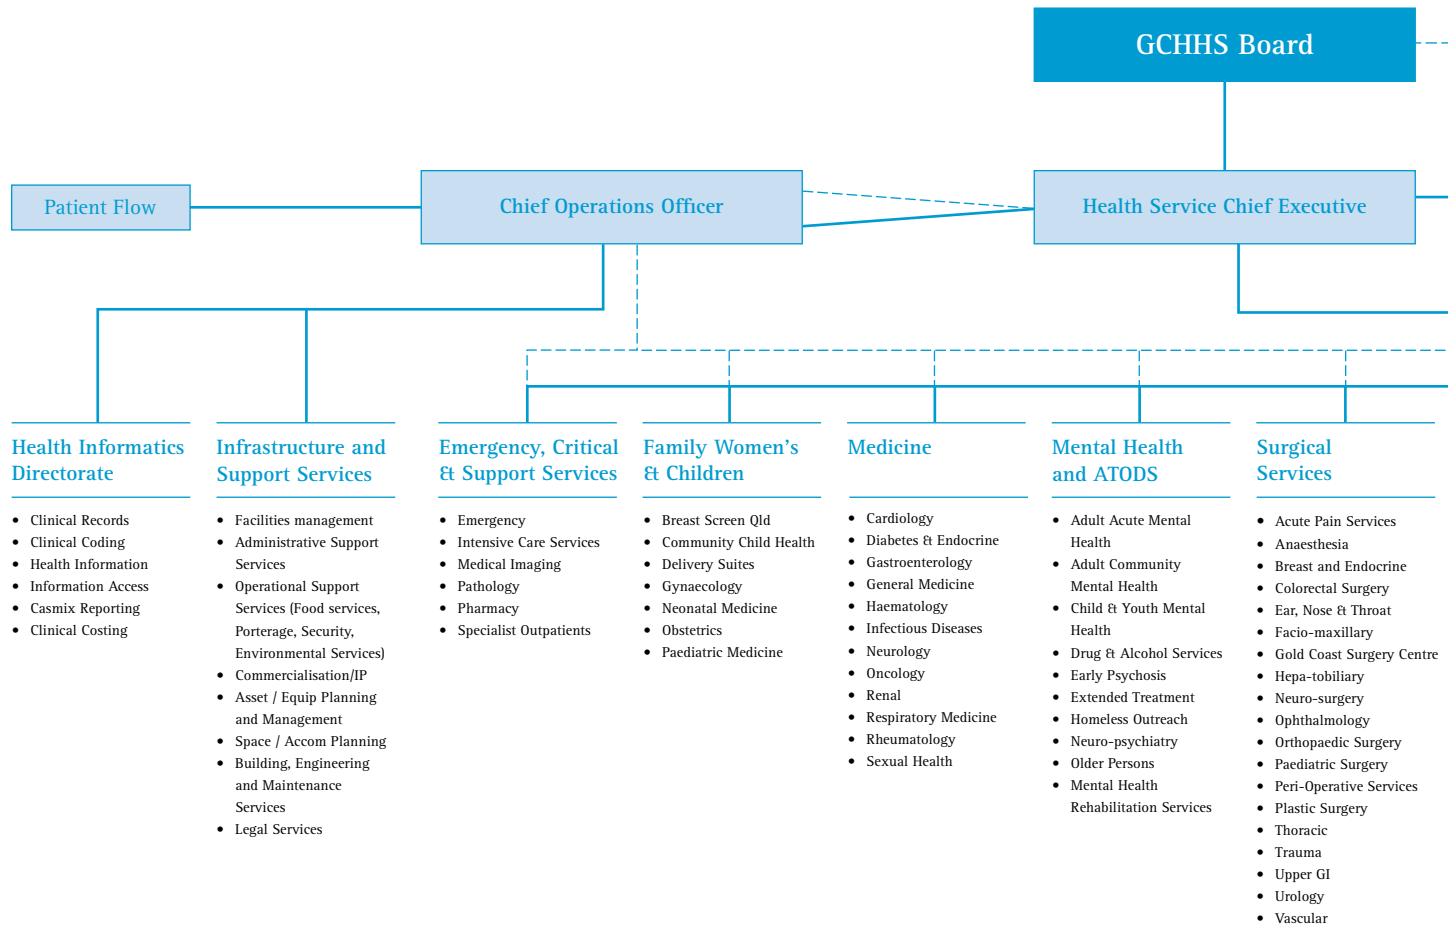 GCHHS Board
Patient Flow
Chief Operations Officer
Health Service Chief Executive
Health Informatics
Directorate
• Clinical Records
• Clinical Coding
• Health Information
• Information Access
• Casmix Reporting
• Clinical Costing
Infrastructure and
Support Services
• Facilities management
• Administrative Support
Services
• Operational Support
Services (Food services,
Porterage, Security,
Environmental Services)
• Commercialisation/IP
• Asset / Equip Planning
and Management
• Space / Accom Planning
• Building, Engineering
and Maintenance
Services
• Legal Services
Emergency, Critical
& Support Services
• Emergency
• Intensive Care Services
• Medical Imaging
• Pathology
• Pharmacy
• Specialist Outpatients
Family Women's
& Children
• Breast Screen Qld
• Community Child Health
• Delivery Suites
• Gynaecology
• Neonatal Medicine
• Obstetrics
• Paediatric Medicine
Medicine
• Cardiology
• Diabetes & Endocrine
• Gastroenterology
• General Medicine
• Haematology
• Infectious Diseases
• Neurology
• Oncology
• Renal
• Respiratory Medicine
• Rheumatology
• Sexual Health
Mental Health
and ATODS
• Adult Acute Mental
Health
• Adult Community
Mental Health
• Child & Youth Mental
Health
• Drug & Alcohol Services
• Early Psychosis
• Extended Treatment
• Homeless Outreach
• Neuro-psychiatry
• Older Persons
• Mental Health
Rehabilitation Services
Surgical
Services
• Acute Pain Services
• Anaesthesia
• Breast and Endocrine
• Colorectal Surgery
• Ear, Nose & Throat
• Facio-maxillary
• Gold Coast Surgery Centre
• Hepa-tobiliary
• Neuro-surgery
• Ophthalmology
• Orthopaedic Surgery
• Paediatric Surgery
• Peri-Operative Services
• Plastic Surgery
• Thoracic
• Trauma
• Upper GI
• Urology
• Vascular